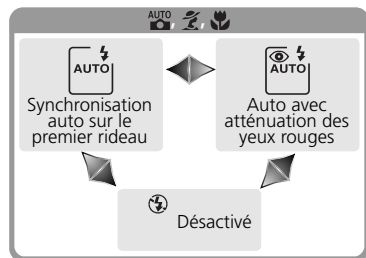 AUTO
AUTO
Synchronisation
auto sur le
premier rideau
AUTO
Auto avec
atténuation des
yeux rouges
Désactivé